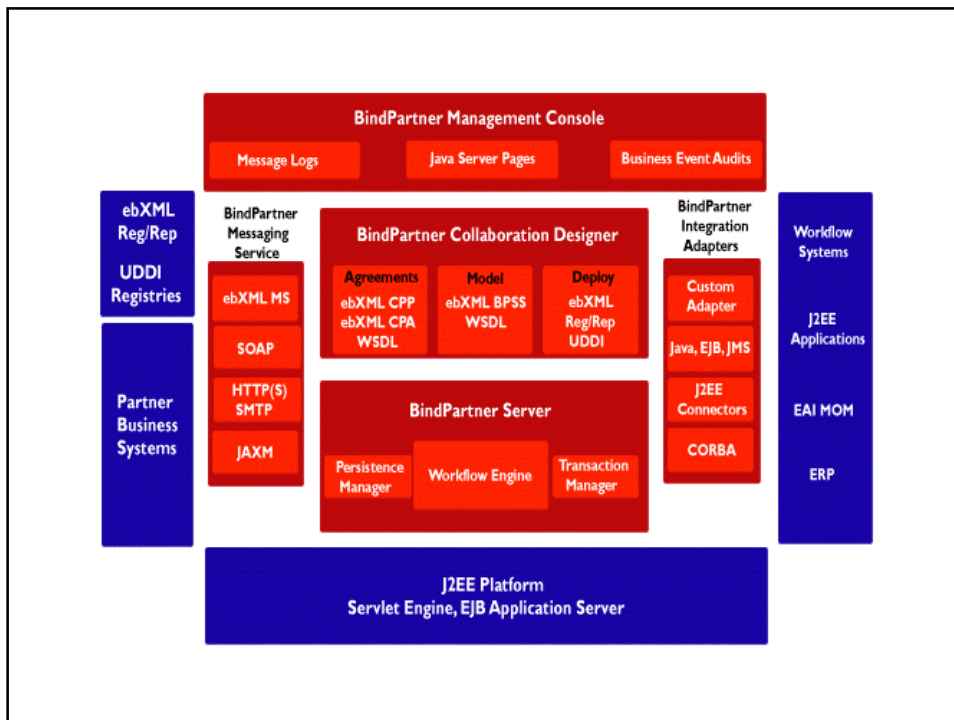 BindPartner Management Console
Message Logs
Java Server Pages
Business Event Audits
ebXML
Reg/Rep
UDDI
Registries
Partner
Business
Systems
BindPartner
Messaging
Service
ebXML MS
SOAP
HTTP(S)
SMTP
JAXM
BindPartner Collaboration Designer
Agreements
ebXML CPP
ebXML CPA
WSDL
Model
ebXML BPSS
WSDL
Deploy
ebXML
Reg/Rep
UDDI
BindPartner Server
Persistence
Manager
Workflow Engine
Transaction
Manager
BindPartner
Integration
Adapters
Custom
Adapter
Java, EJB, JMS
J2EE
Connectors
CORBA
Workflow
Systems
J2EE
Applications
EAI MOM
ERP
J2EE Platform
Servlet Engine, EJB Application Server